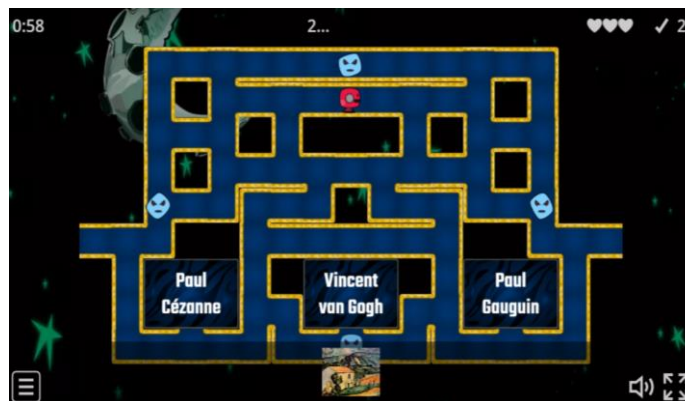 0:58
2...
✓ 2
Paul
Cézanne
Vincent
van Gogh
Paul
Gauguin